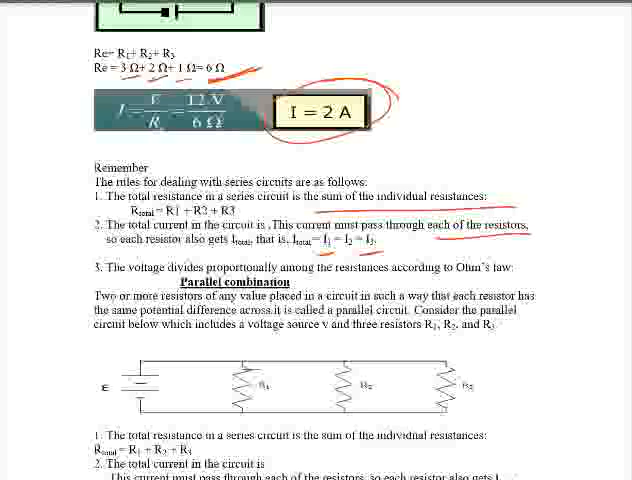 Re= R1+ R2+ R3
Re = 3 Ω+ 2 Ω+ 1 Ω= 6 Ω
I = E/R = 12 V/6 Ω
I = 2 A
Remember
The rules for dealing with series circuits are as follows:
1. The total resistance in a series circuit is the sum of the individual resistances:
Rtotal = R1 + R2 + R3
2. The total current in the circuit is ,This current must pass through each of the resistors,
so each resistor also gets Itotal, that is, Itotal = I1 = I2 = I3.
3. The voltage divides proportionally among the resistances according to Ohm's law:
Parallel combination
Two or more resistors of any value placed in a circuit in such a way that each resistor has
the same potential difference across it is called a parallel circuit. Consider the parallel
circuit below which includes a voltage source v and three resistors R1, R2, and R3
ε R1 R2 R3
1. The total resistance in a series circuit is the sum of the individual resistances:
Rtotal = R1 + R2 + R3
2. The total current in the circuit is
This current must pass through each of the resistors, so each resistor also gets I